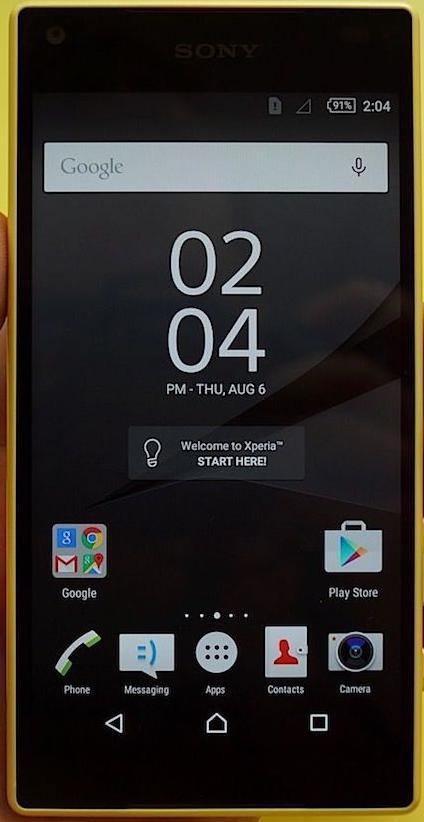 SONY
91% 2:04
Google
02
04
PM - THU, AUG 6
Welcome to Xperia™
START HERE!
Google
Play Store
Phone
Messaging
Apps
Contacts
Camera